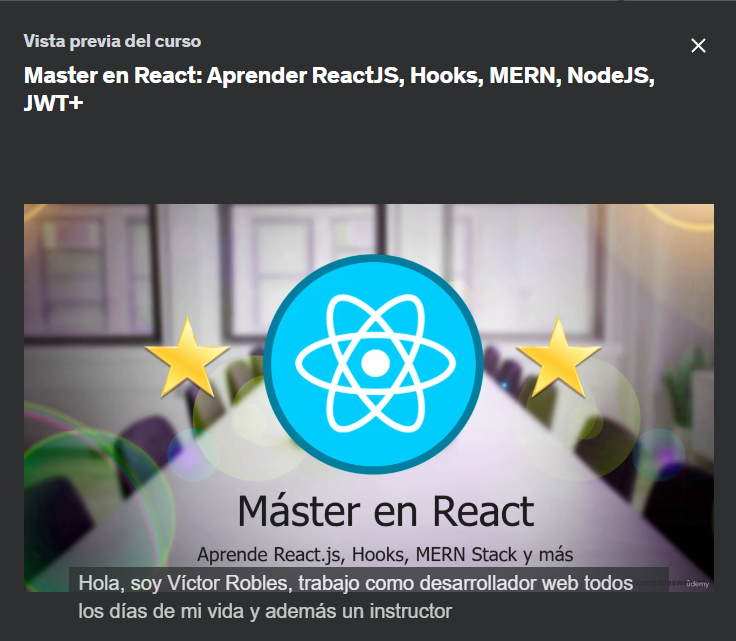 Vista previa del curso
Master en React: Aprender ReactJS, Hooks, MERN, NodeJS,
JWT+
Máster en React
Aprende React.js, Hooks, MERN Stack y más
Hola, soy Víctor Robles, trabajo como desarrollador web todos
los días de mi vida y además un instructor
udemy